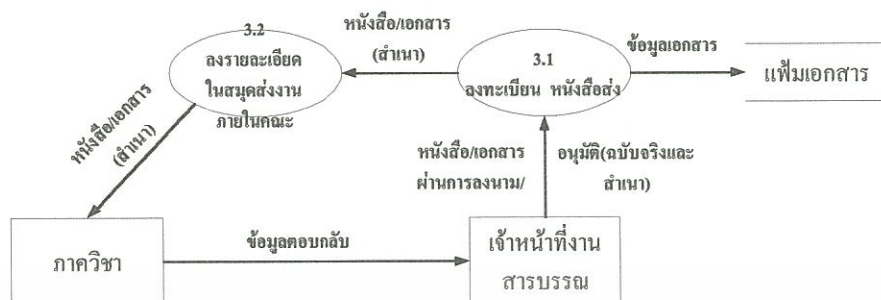 3.2
ลงรายละเอียด
ในสมุดส่งงาน
ภายในคณะ
หนังสือ/เอกสาร
(สำเนา)
3.1
ลงทะเบียน หนังสือส่ง
ข้อมูลเอกสาร
แฟ้มเอกสาร
หนังสือ/เอกสาร
(สำเนา)
หนังสือ/เอกสาร
ผ่านการลงนาม/
อนุมัติ(ฉบับจริงและ
สำเนา)
ภาควิชา
ข้อมูลตอบกลับ
เจ้าหน้าที่งาน
สารบรรณ